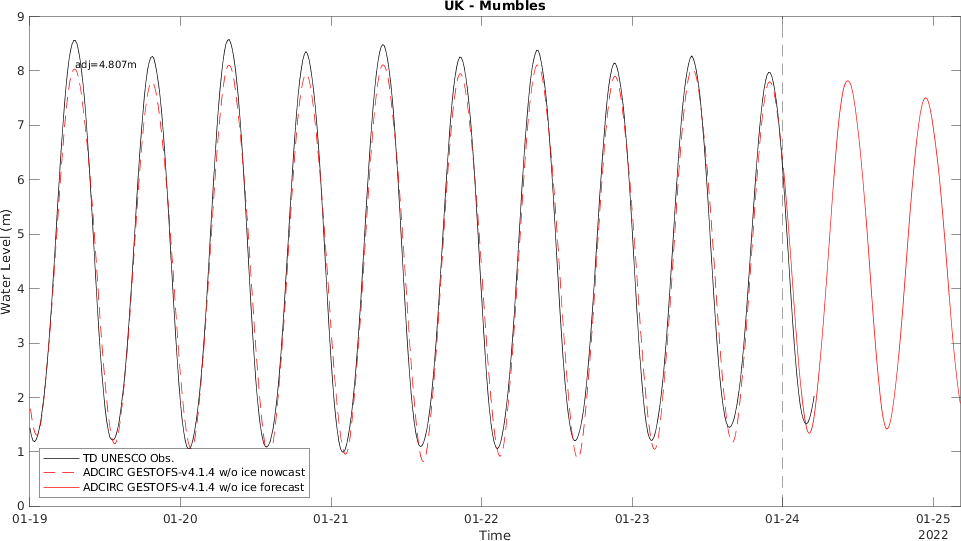 UK - Mumbles
9
8
7
6
5
4
3
2
1
0
Water Level (m)
adj=4.807m
TD UNESCO Obs.
ADCIRC GESTOFS-v4.1.4 w/o ice nowcast
ADCIRC GESTOFS-v4.1.4 w/o ice forecast
01-19 01-20 01-21 01-22 01-23 01-24 01-25
Time
2022